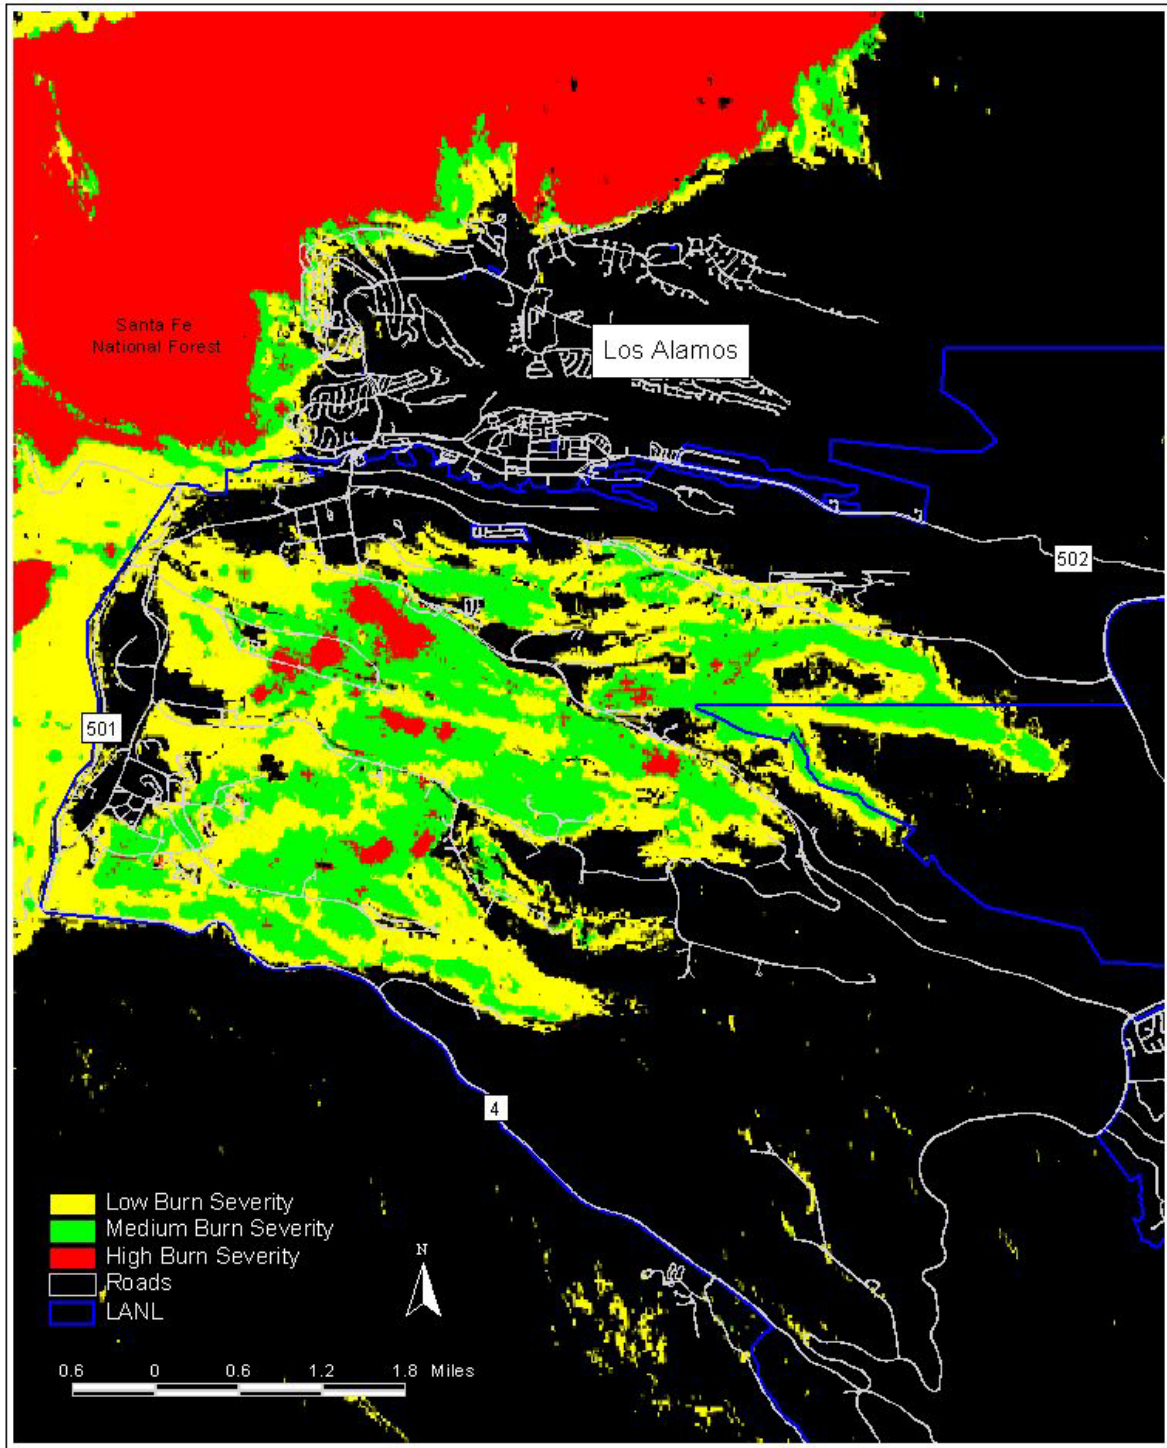 Santa Fe
National Forest
Los Alamos
502
501
4
Low Burn Severity
Medium Burn Severity
High Burn Severity
Roads
LANL
N
0.6 0 0.6 1.2 1.8 Miles